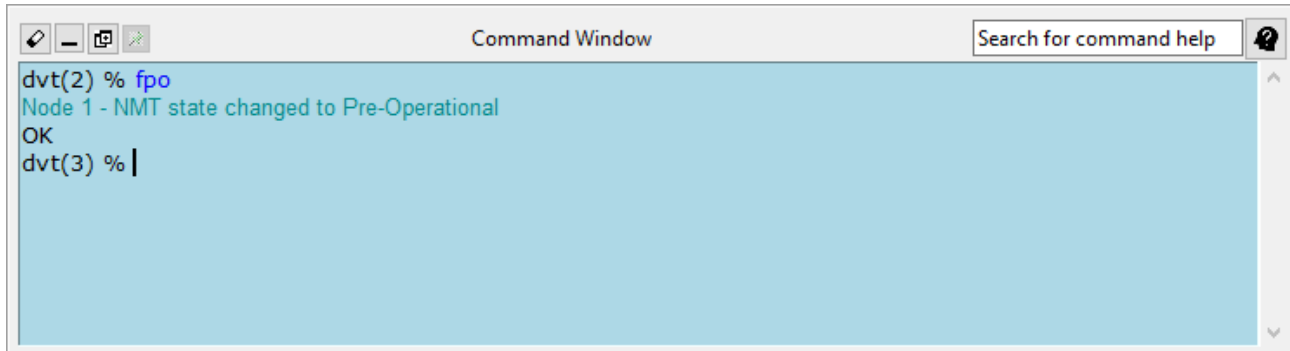 Command Window
Search for command help
dvt(2) % fpo
Node 1 - NMT state changed to Pre-Operational
OK
dvt(3) %